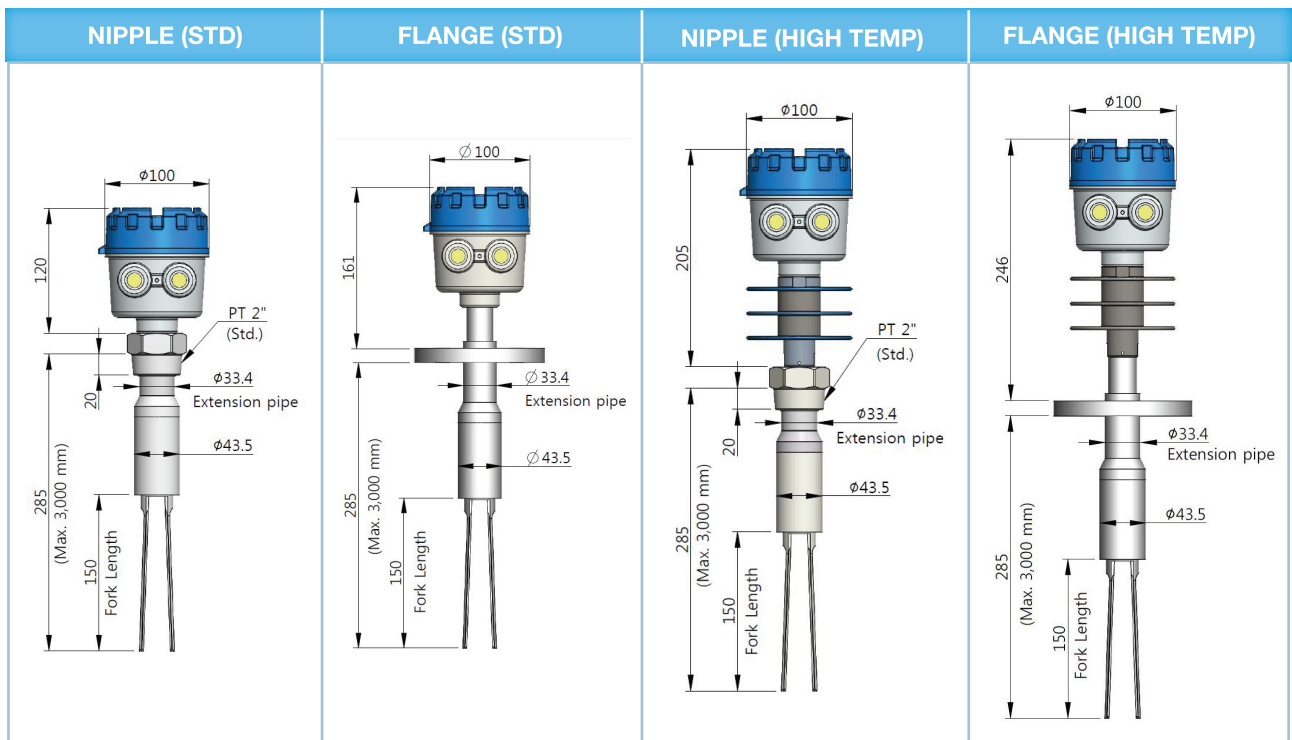 NIPPLE (STD)
FLANGE (STD)
NIPPLE (HIGH TEMP)
FLANGE (HIGH TEMP)
ϕ100
120
PT 2"
(Std.)
20
ϕ33.4
Extension pipe
ϕ43.5
285
(Max. 3,000 mm)
150
Fork Length
∅100
161
∅33.4
Extension pipe
∅43.5
285
(Max. 3,000 mm)
150
Fork Length
ϕ100
205
PT 2"
(Std.)
20
ϕ33.4
Extension pipe
ϕ43.5
285
(Max. 3,000 mm)
150
Fork Length
ϕ100
246
ϕ33.4
Extension pipe
ϕ43.5
285
(Max. 3,000 mm)
150
Fork Length